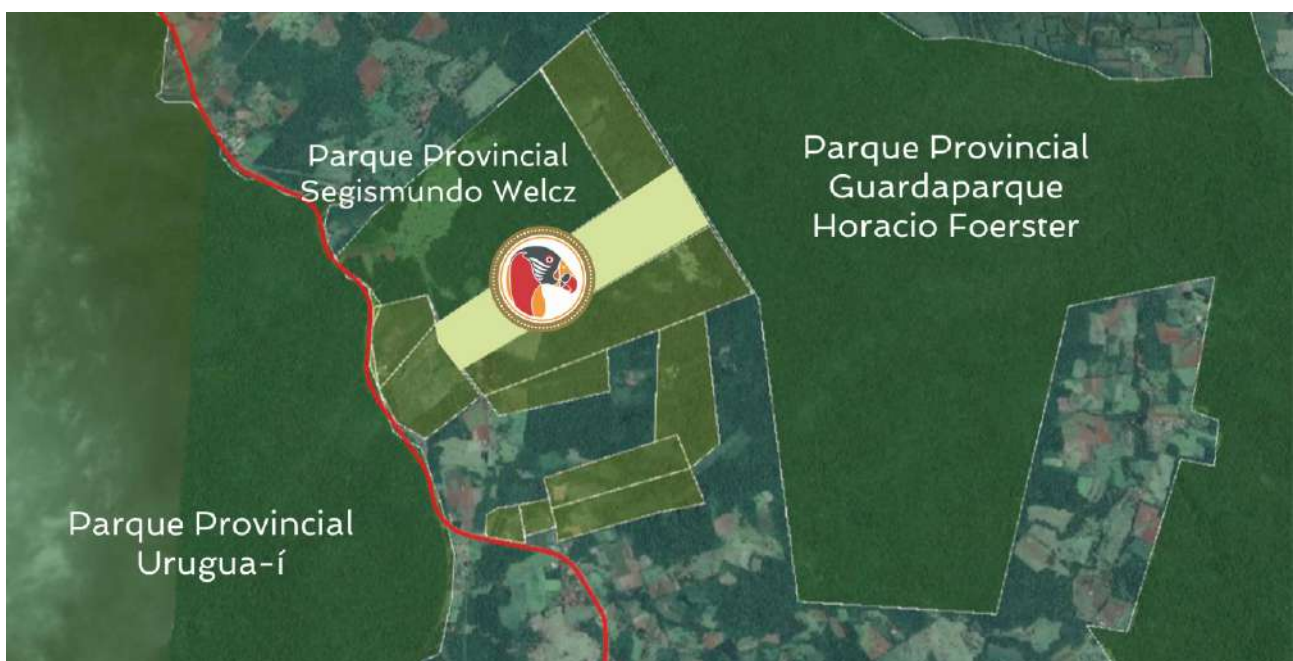 Parque Provincial
Segismundo Welcz
Parque Provincial
Guardaparque
Horacio Foerster
Parque Provincial
Urugua-í